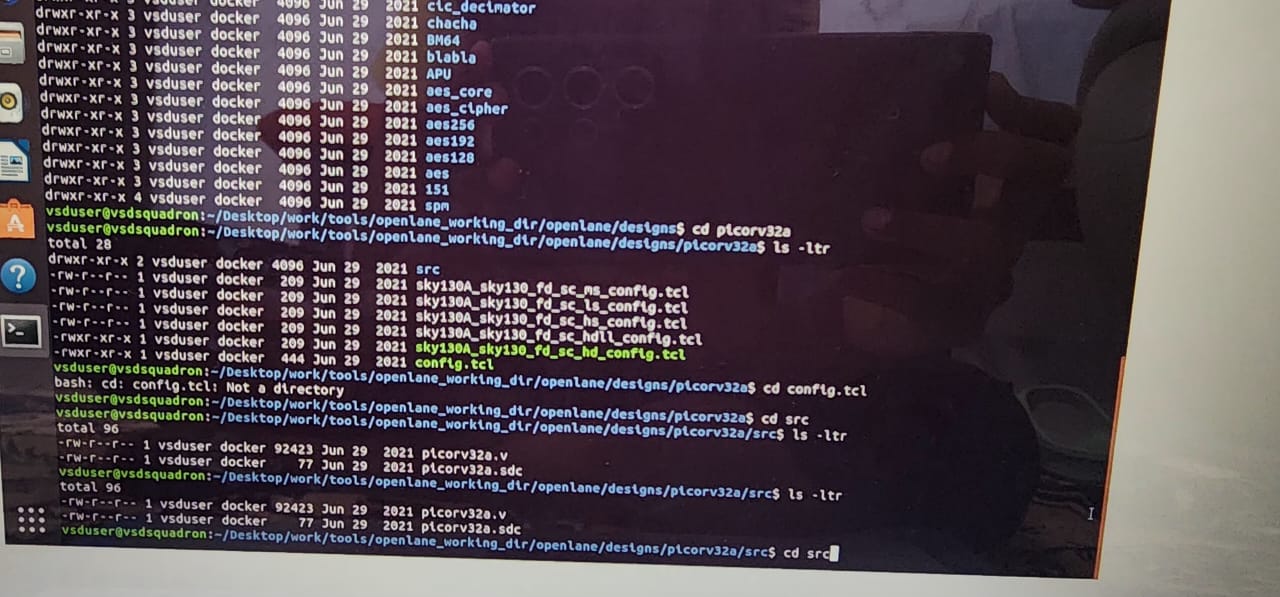 drwxr-xr-x 3 vsduser docker 4096 Jun 29 2021 cic_decimator
drwxr-xr-x 3 vsduser docker 4096 Jun 29 2021 chacha
drwxr-xr-x 3 vsduser docker 4096 Jun 29 2021 BM64
drwxr-xr-x 3 vsduser docker 4096 Jun 29 2021 blabla
drwxr-xr-x 3 vsduser docker 4096 Jun 29 2021 APU
drwxr-xr-x 3 vsduser docker 4096 Jun 29 2021 aes_core
drwxr-xr-x 3 vsduser docker 4096 Jun 29 2021 aes_cipher
drwxr-xr-x 3 vsduser docker 4096 Jun 29 2021 aes256
drwxr-xr-x 3 vsduser docker 4096 Jun 29 2021 aes192
drwxr-xr-x 3 vsduser docker 4096 Jun 29 2021 aes128
drwxr-xr-x 3 vsduser docker 4096 Jun 29 2021 aes
drwxr-xr-x 3 vsduser docker 4096 Jun 29 2021 151
drwxr-xr-x 4 vsduser docker 4096 Jun 29 2021 spm
vsduser@vsdsquadron:~/Desktop/work/tools/openlane_working_dir/openlane/designs$ cd picorv32a
vsduser@vsdsquadron:~/Desktop/work/tools/openlane_working_dir/openlane/designs/picorv32a$ ls -ltr
total 28
drwxr-xr-x 2 vsduser docker 4096 Jun 29 2021 src
-rw-r--r-- 1 vsduser docker 209 Jun 29 2021 sky130A_sky130_fd_sc_ms_config.tcl
-rw-r--r-- 1 vsduser docker 209 Jun 29 2021 sky130A_sky130_fd_sc_ls_config.tcl
-rw-r--r-- 1 vsduser docker 209 Jun 29 2021 sky130A_sky130_fd_sc_hs_config.tcl
-rw-r--r-- 1 vsduser docker 209 Jun 29 2021 sky130A_sky130_fd_sc_hdll_config.tcl
-rwxr-xr-x 1 vsduser docker 209 Jun 29 2021 sky130A_sky130_fd_sc_hd_config.tcl
-rwxr-xr-x 1 vsduser docker 444 Jun 29 2021 config.tcl
vsduser@vsdsquadron:~/Desktop/work/tools/openlane_working_dir/openlane/designs/picorv32a$ cd config.tcl
bash: cd: config.tcl: Not a directory
vsduser@vsdsquadron:~/Desktop/work/tools/openlane_working_dir/openlane/designs/picorv32a$ cd src
vsduser@vsdsquadron:~/Desktop/work/tools/openlane_working_dir/openlane/designs/picorv32a/src$ ls -ltr
total 96
-rw-r--r-- 1 vsduser docker 92423 Jun 29 2021 picorv32a.v
-rw-r--r-- 1 vsduser docker 77 Jun 29 2021 picorv32a.sdc
vsduser@vsdsquadron:~/Desktop/work/tools/openlane_working_dir/openlane/designs/picorv32a/src$ ls -ltr
total 96
-rw-r--r-- 1 vsduser docker 92423 Jun 29 2021 picorv32a.v
-rw-r--r-- 1 vsduser docker 77 Jun 29 2021 picorv32a.sdc
vsduser@vsdsquadron:~/Desktop/work/tools/openlane_working_dir/openlane/designs/picorv32a/src$ cd src